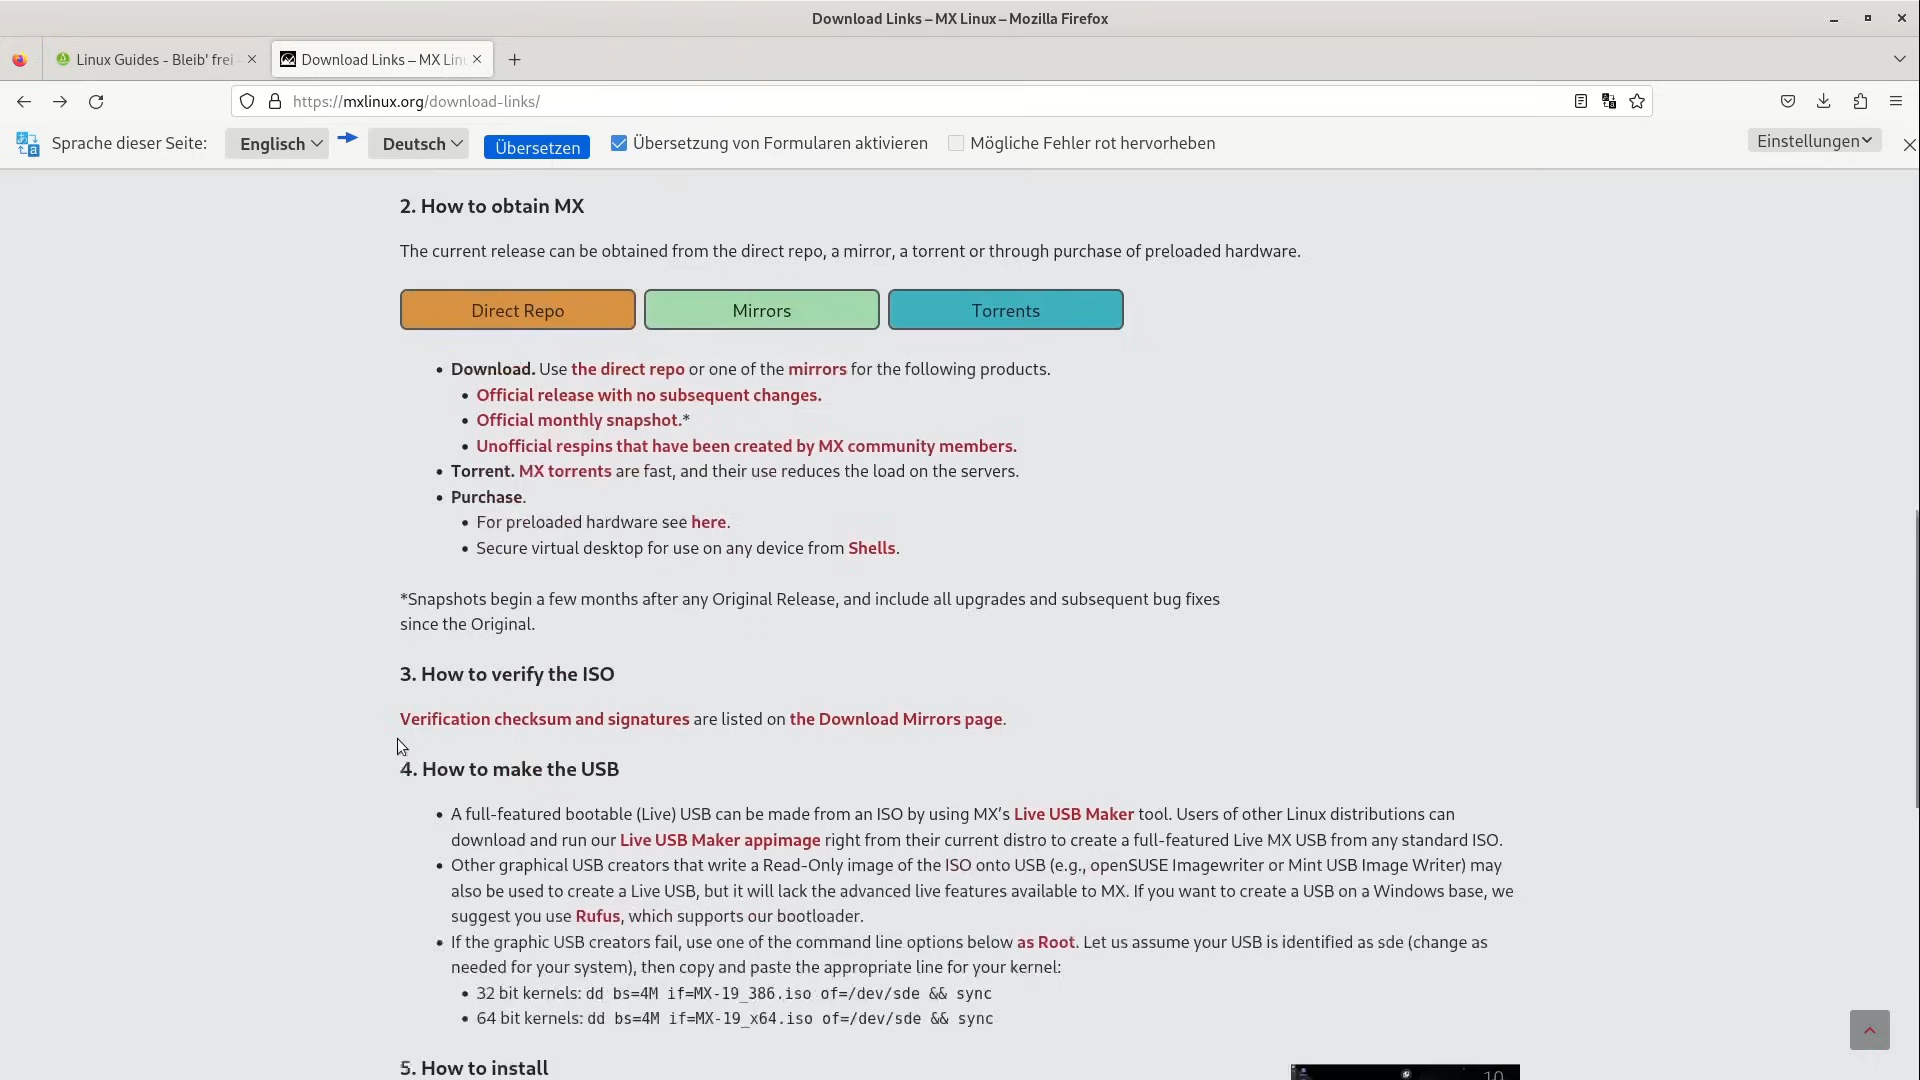 Download Links – MX Linux – Mozilla Firefox
Linux Guides - Bleib' frei
Download Links – MX Lin
https://mxlinux.org/download-links/
Sprache dieser Seite:
Englisch
Deutsch
Übersetzen
Übersetzung von Formularen aktivieren
Mögliche Fehler rot hervorheben
Einstellungen
2. How to obtain MX
The current release can be obtained from the direct repo, a mirror, a torrent or through purchase of preloaded hardware.
Direct Repo
Mirrors
Torrents
• Download. Use the direct repo or one of the mirrors for the following products.
• Official release with no subsequent changes.
• Official monthly snapshot.*
• Unofficial respins that have been created by MX community members.
• Torrent. MX torrents are fast, and their use reduces the load on the servers.
• Purchase.
• For preloaded hardware see here.
• Secure virtual desktop for use on any device from Shells.
*Snapshots begin a few months after any Original Release, and include all upgrades and subsequent bug fixes
since the Original.
3. How to verify the ISO
Verification checksum and signatures are listed on the Download Mirrors page.
4. How to make the USB
• A full-featured bootable (Live) USB can be made from an ISO by using MX’s Live USB Maker tool. Users of other Linux distributions can
download and run our Live USB Maker appimage right from their current distro to create a full-featured Live MX USB from any standard ISO.
• Other graphical USB creators that write a Read-Only image of the ISO onto USB (e.g., openSUSE Imagewriter or Mint USB Image Writer) may
also be used to create a Live USB, but it will lack the advanced live features available to MX. If you want to create a USB on a Windows base, we
suggest you use Rufus, which supports our bootloader.
• If the graphic USB creators fail, use one of the command line options below as Root. Let us assume your USB is identified as sde (change as
needed for your system), then copy and paste the appropriate line for your kernel:
• 32 bit kernels: dd bs=4M if=MX-19_386.iso of=/dev/sde && sync
• 64 bit kernels: dd bs=4M if=MX-19_x64.iso of=/dev/sde && sync
5. How to install